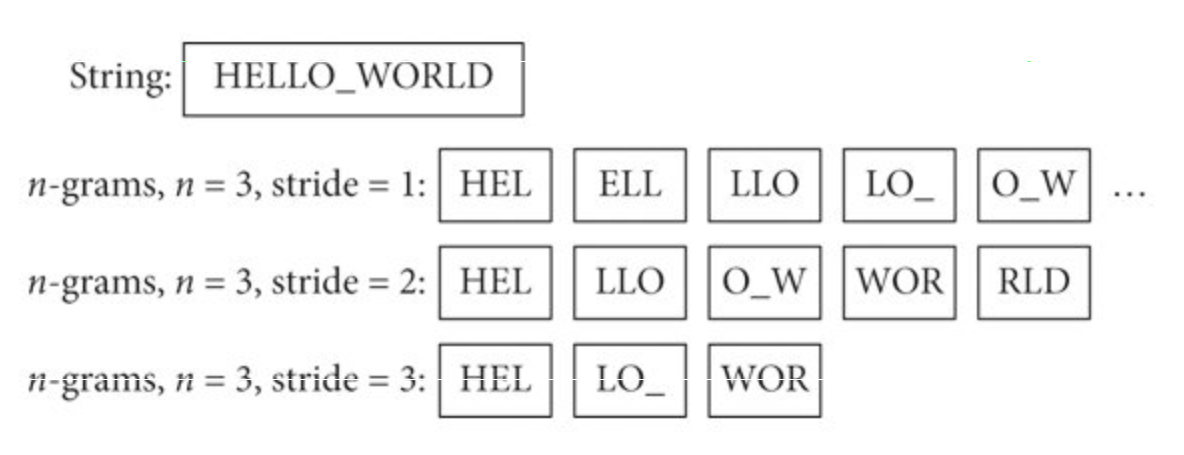 String: HELLO_WORLD
n-grams, n = 3, stride = 1: HEL ELL LLO LO_ O_W ...
n-grams, n = 3, stride = 2: HEL LLO O_W WOR RLD
n-grams, n = 3, stride = 3: HEL LO_ WOR